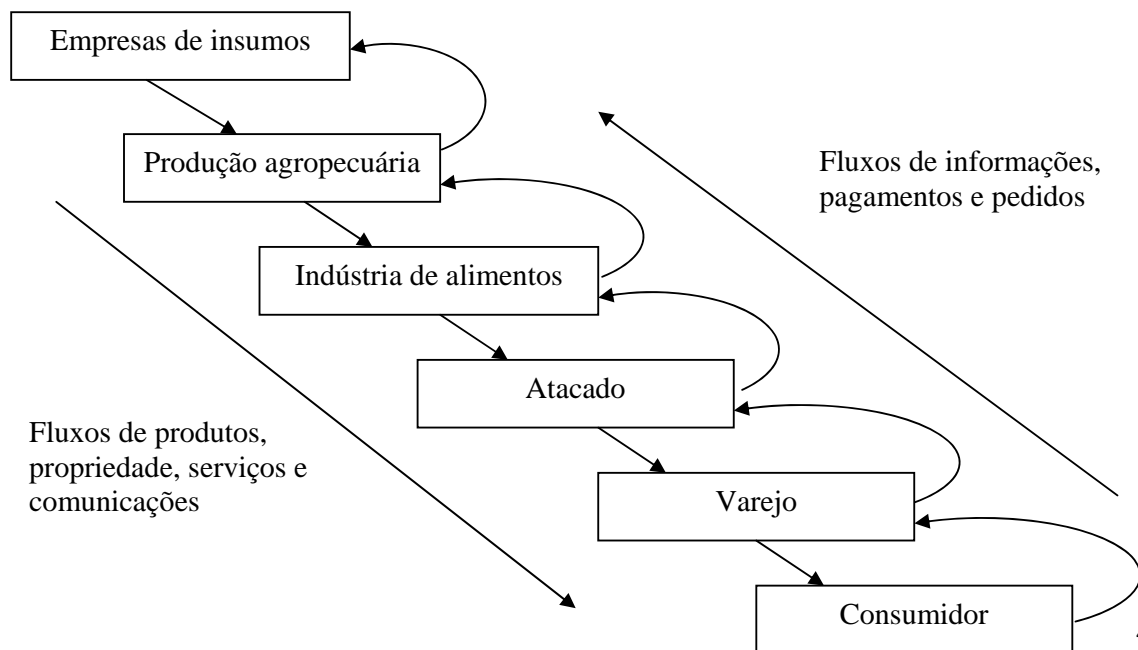 Empresas de insumos
Produção agropecuária
Fluxos de informações,
pagamentos e pedidos
Indústria de alimentos
Atacado
Fluxos de produtos,
propriedade, serviços e
comunicações
Varejo
Consumidor